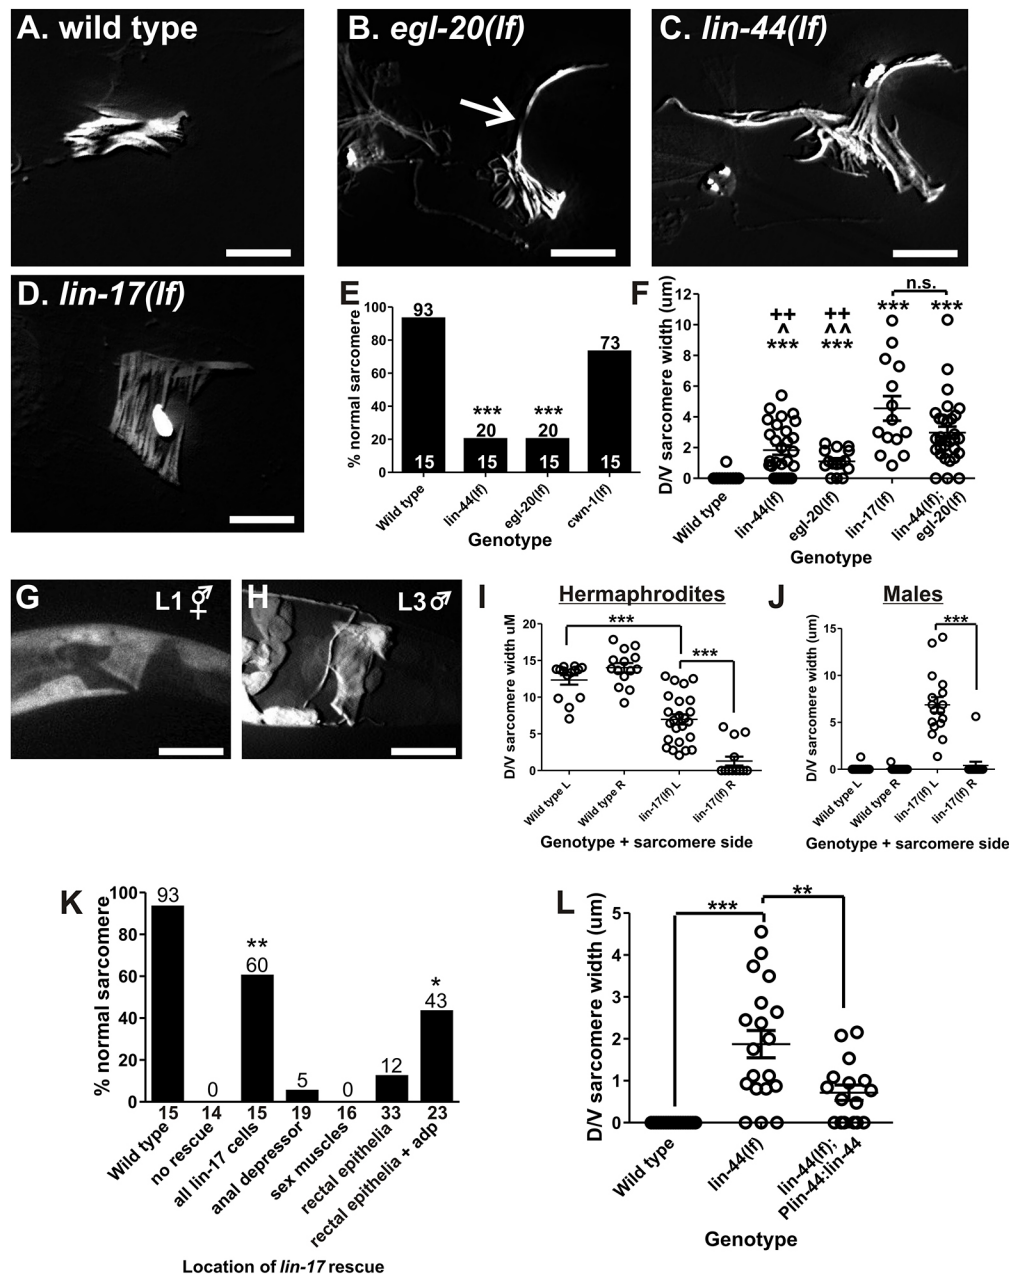 A. wild type
B. egl-20(lf)
C. lin-44(lf)
D. lin-17(lf)
E
% normal sarcomere
100
80
60
40
20
0
93
***
20
***
20
73
15
15
15
15
Wild type
lin-44(lf)
egl-20(lf)
cwn-1(lf)
Genotype
F
D/V sarcomere width (um)
12
10
8
6
4
2
0
++
^
***
++
^^
***
***
n.s.
***
Wild type
lin-44(lf)
egl-20(lf)
lin-17(lf)
lin-44(lf);
egl-20(lf)
Genotype
G
L1 ⚥
H
L3 ♂
I
Hermaphrodites
D/V sarcomere width uM
20
15
10
5
0
***
***
Wild type L
Wild type R
lin-17(lf) L
lin-17(lf) R
Genotype + sarcomere side
J
Males
D/V sarcomere width (um)
15
10
5
0
***
Wild type L
Wild type R
lin-17(lf) L
lin-17(lf) R
Genotype + sarcomere side
K
% normal sarcomere
100
80
60
40
20
0
93
0
**
60
5
0
12
*
43
15
14
15
19
16
33
23
Wild type
no rescue
all lin-17 cells
anal depressor
sex muscles
rectal epithelia
rectal epithelia + adp
Location of lin-17 rescue
L
D/V sarcomere width (um)
5
4
3
2
1
0
***
**
Wild type
lin-44(lf)
lin-44(lf);
Plin-44:lin-44
Genotype